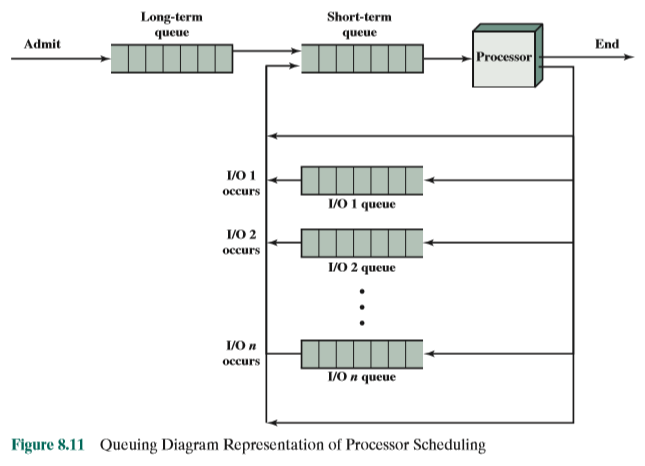 Long-term
queue
Short-term
queue
Admit
Processor
End
I/O 1
occurs
I/O 1 queue
I/O 2
occurs
I/O 2 queue
I/O n
occurs
I/O n queue
Figure 8.11 Queuing Diagram Representation of Processor Scheduling